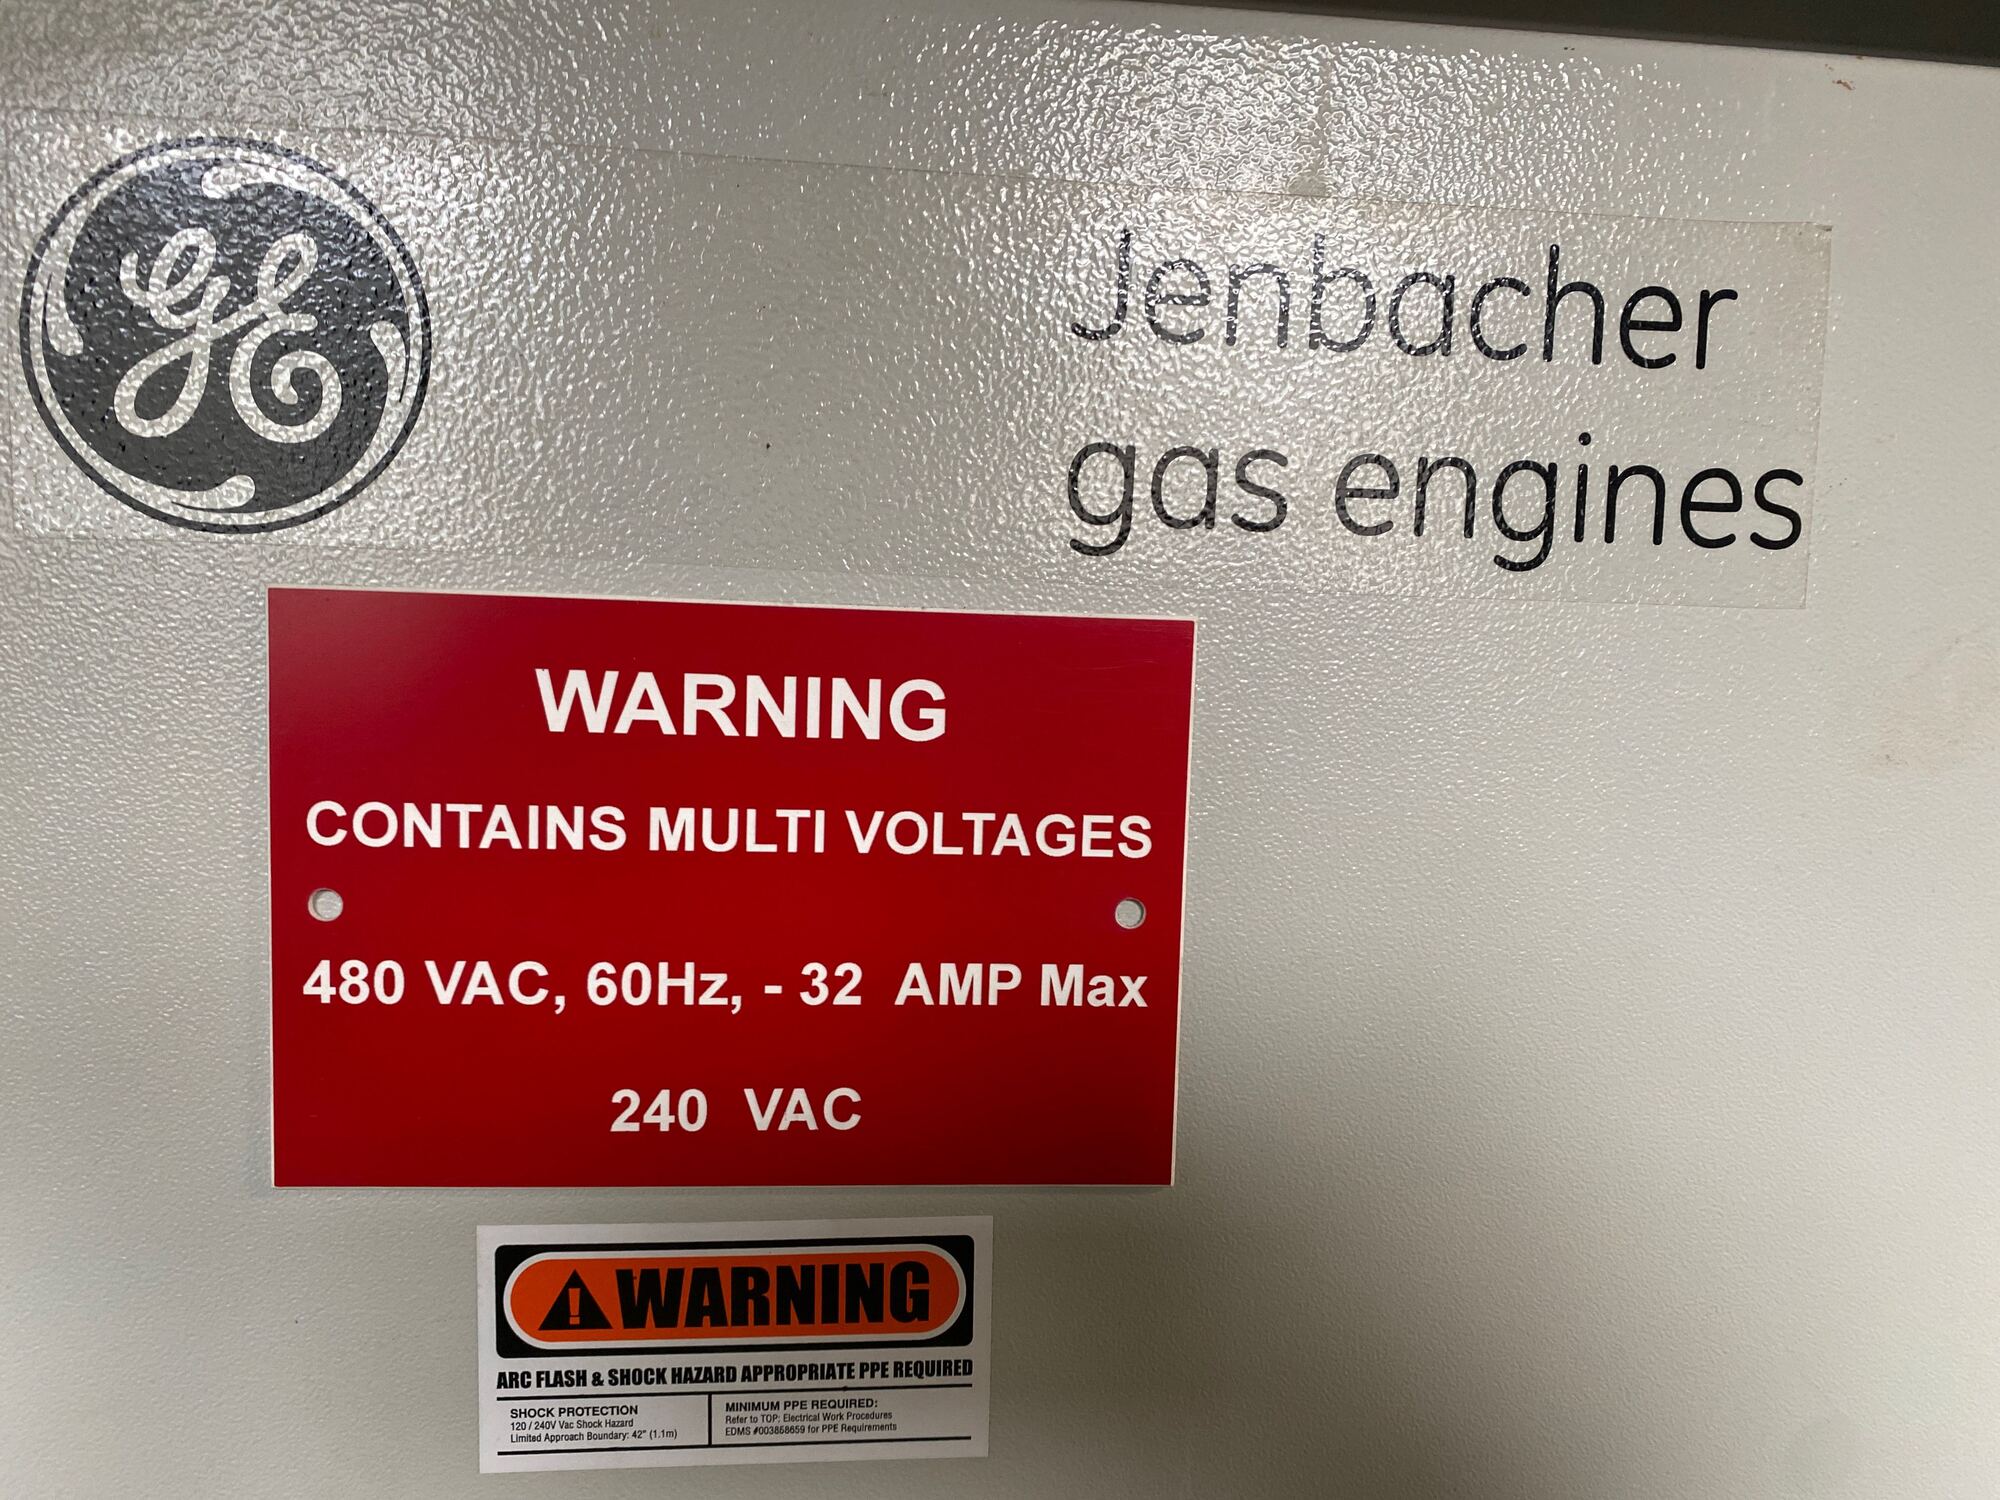 GE
Jenbacher
gas engines
WARNING
CONTAINS MULTI VOLTAGES
480 VAC, 60Hz, - 32 AMP Max
240 VAC
WARNING
ARC FLASH & SHOCK HAZARD APPROPRIATE PPE REQUIRED
SHOCK PROTECTION
120 / 240V Vac Shock Hazard
Limited Approach Boundary: 42" (1.1m)
MINIMUM PPE REQUIRED:
Refer to TOP: Electrical Work Procedures
EDMS #003868659 for PPE Requirements